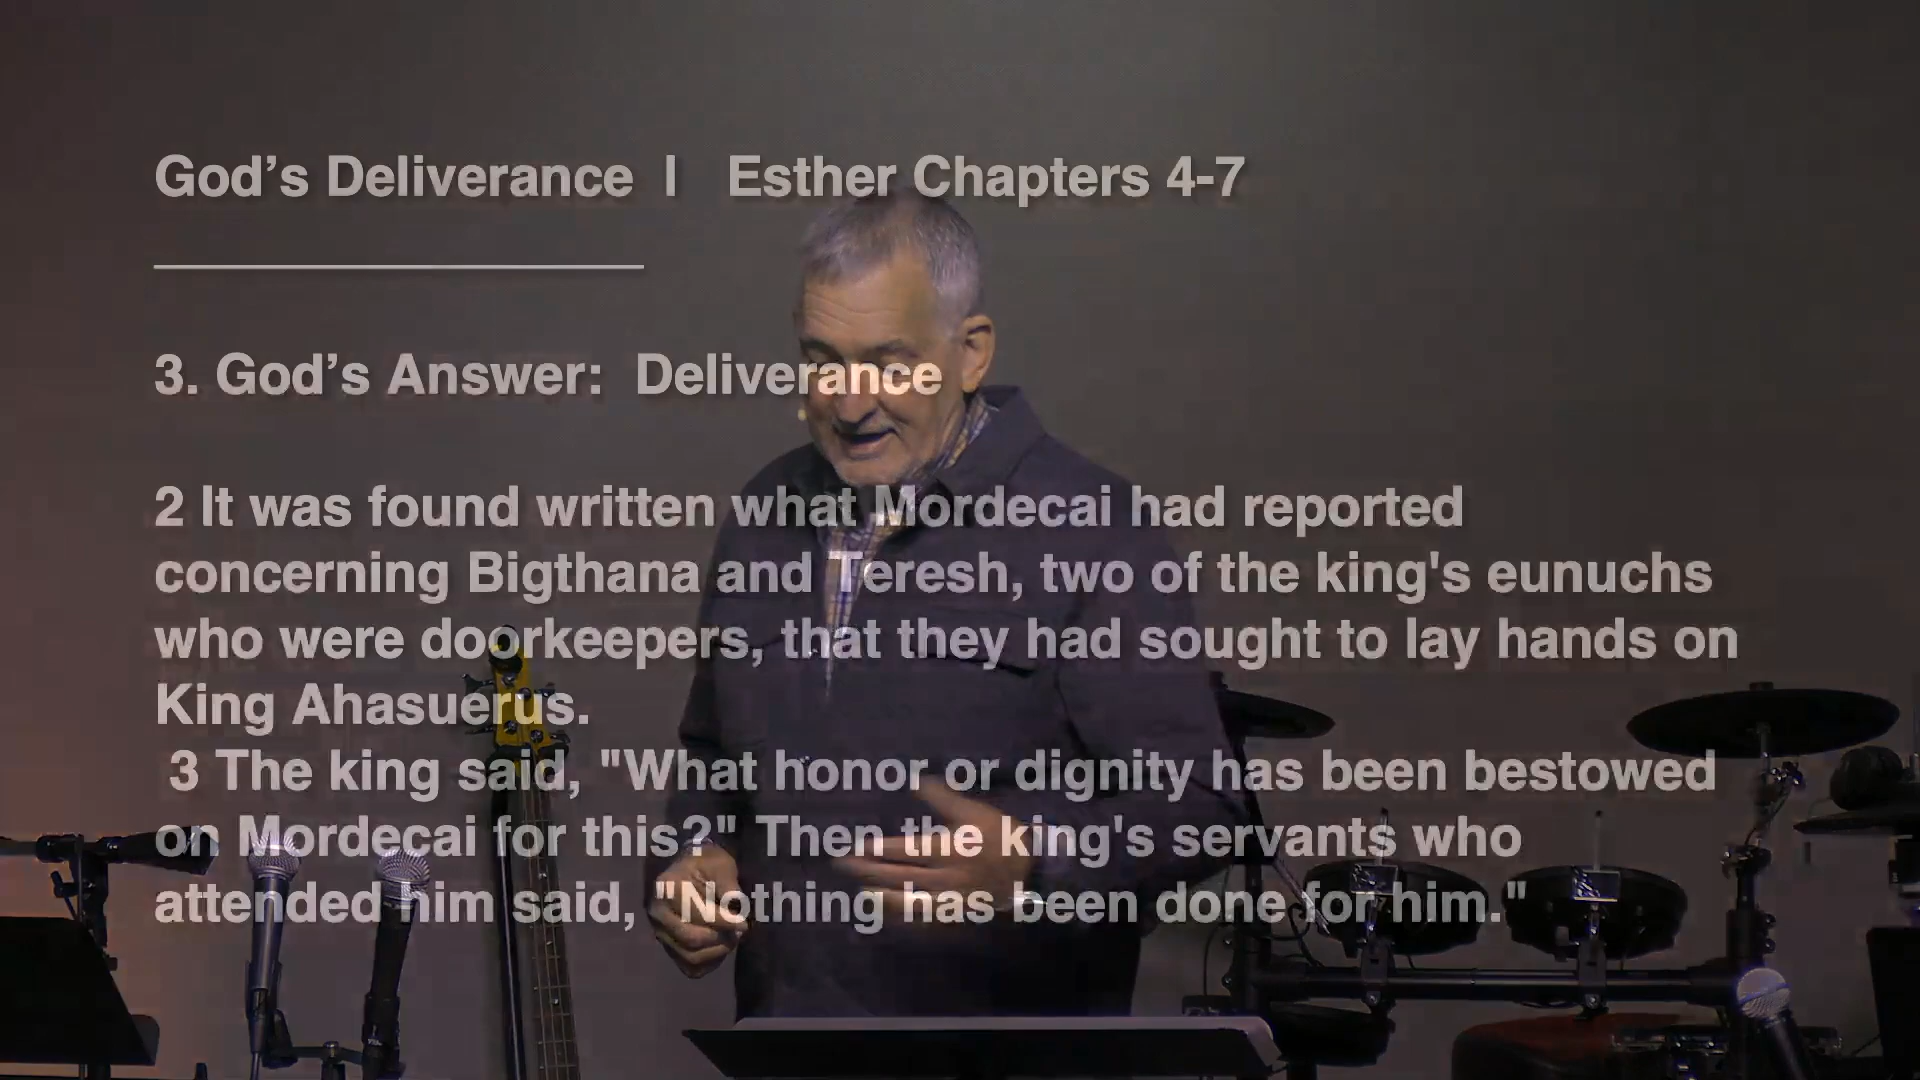 God’s Deliverance | Esther Chapters 4-7
3. God’s Answer: Deliverance
2 It was found written what Mordecai had reported
concerning Bigthana and Teresh, two of the king's eunuchs
who were doorkeepers, that they had sought to lay hands on
King Ahasuerus.
3 The king said, "What honor or dignity has been bestowed
on Mordecai for this?" Then the king's servants who
attended him said, "Nothing has been done for him."